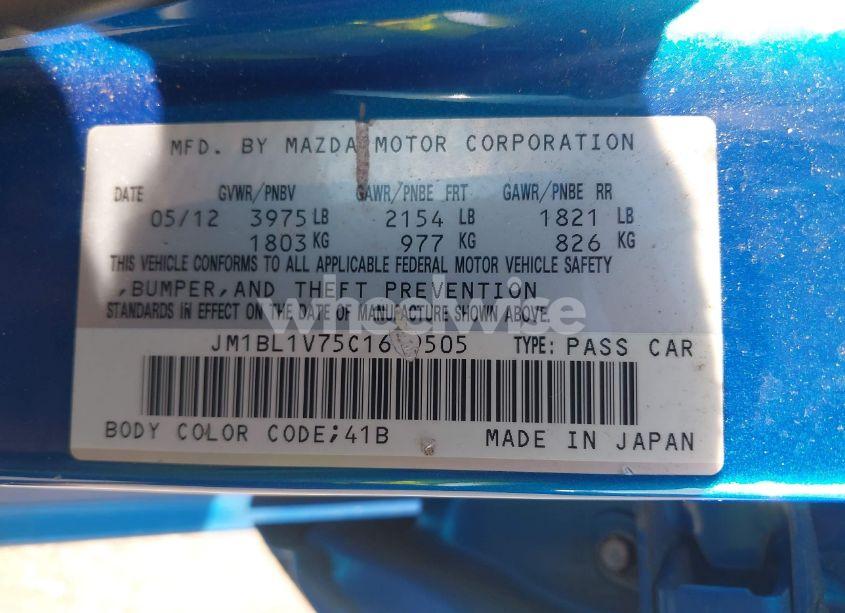 MFD. BY MAZDA MOTOR CORPORATION
DATE GVWR/PNBV GAWR/PNBE FRT GAWR/PNBE RR
05/12 3975 LB 2154 LB 1821 LB
1803 KG 977 KG 826 KG
THIS VEHICLE CONFORMS TO ALL APPLICABLE FEDERAL MOTOR VEHICLE SAFETY
,BUMPER,AND THEFT PREVENTION
STANDARDS IN EFFECT ON THE DATE OF MANUFACTURE SHOWN ABOVE.
wheelwise
TYPE: PASS CAR
BODY COLOR CODE;41B MADE IN JAPAN